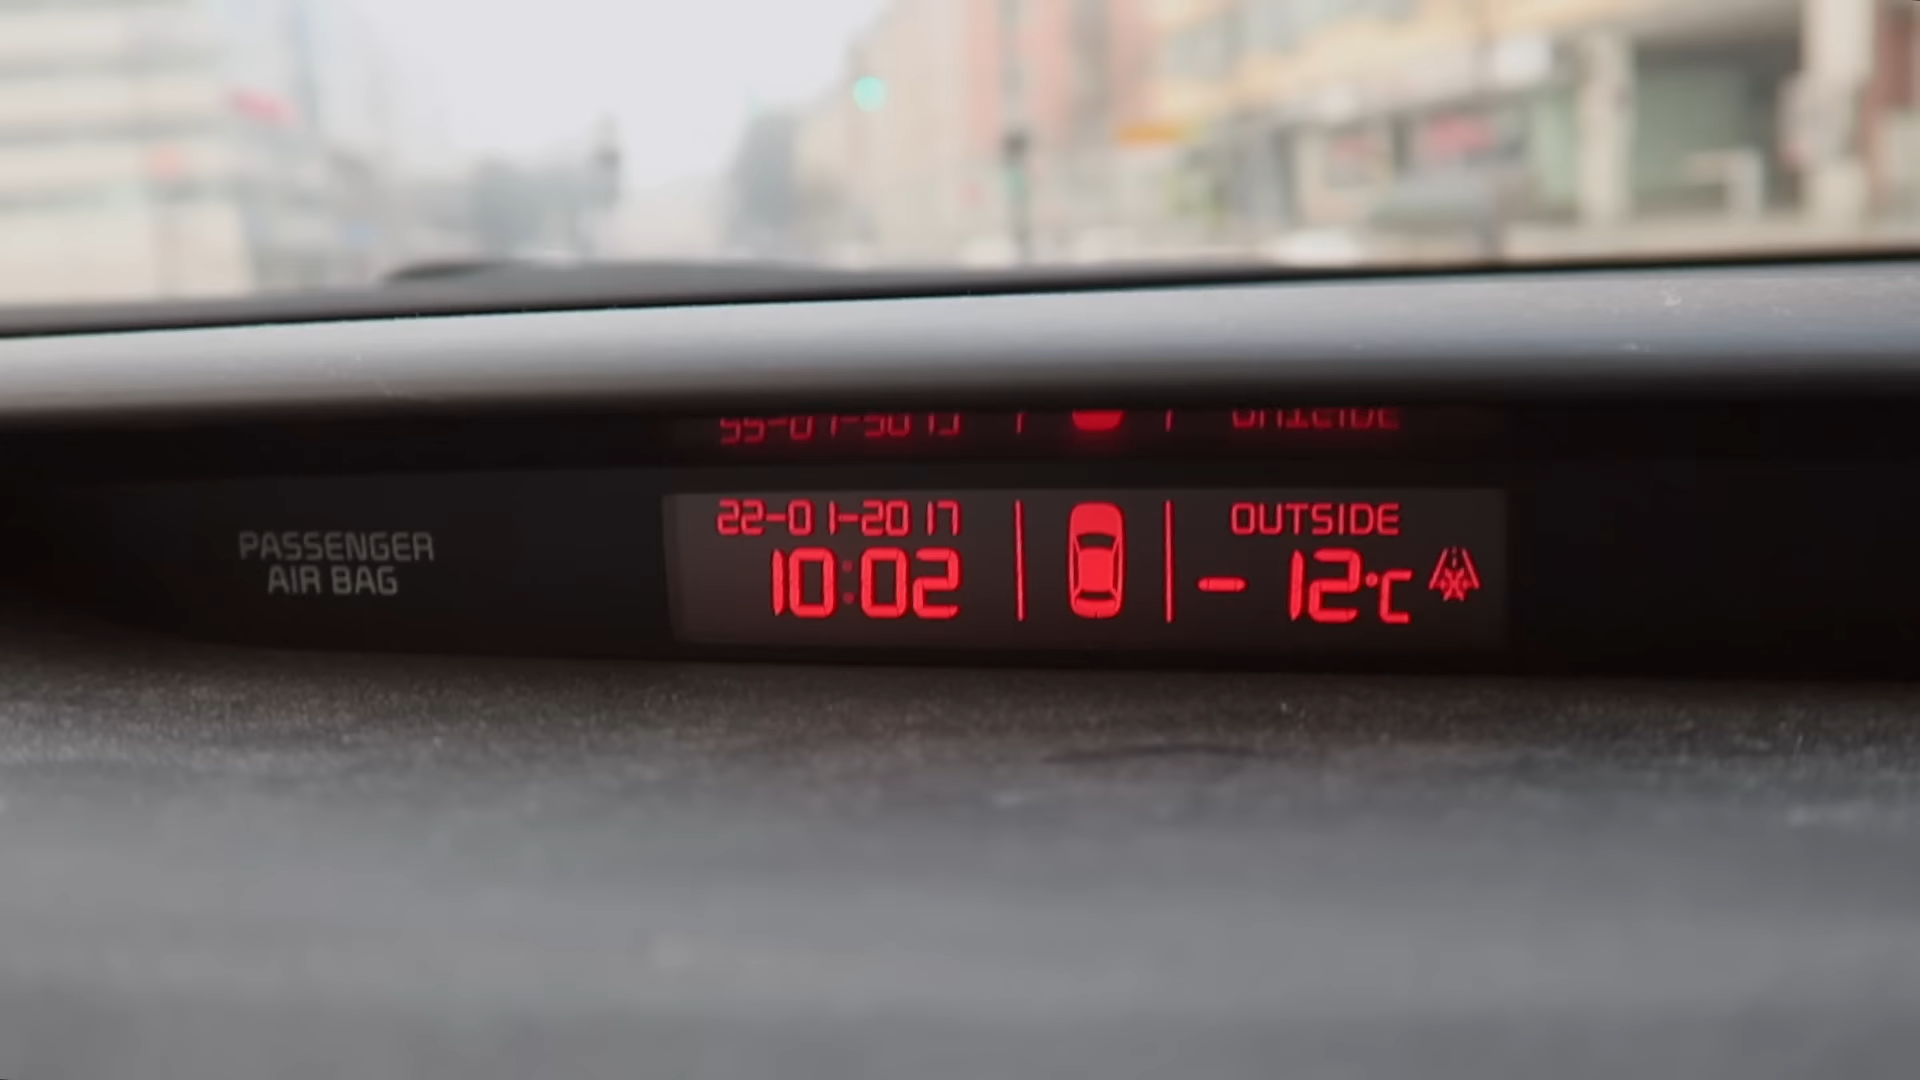 PASSENGER
AIR BAG
22-01-2017
10:02
OUTSIDE
- 12°C